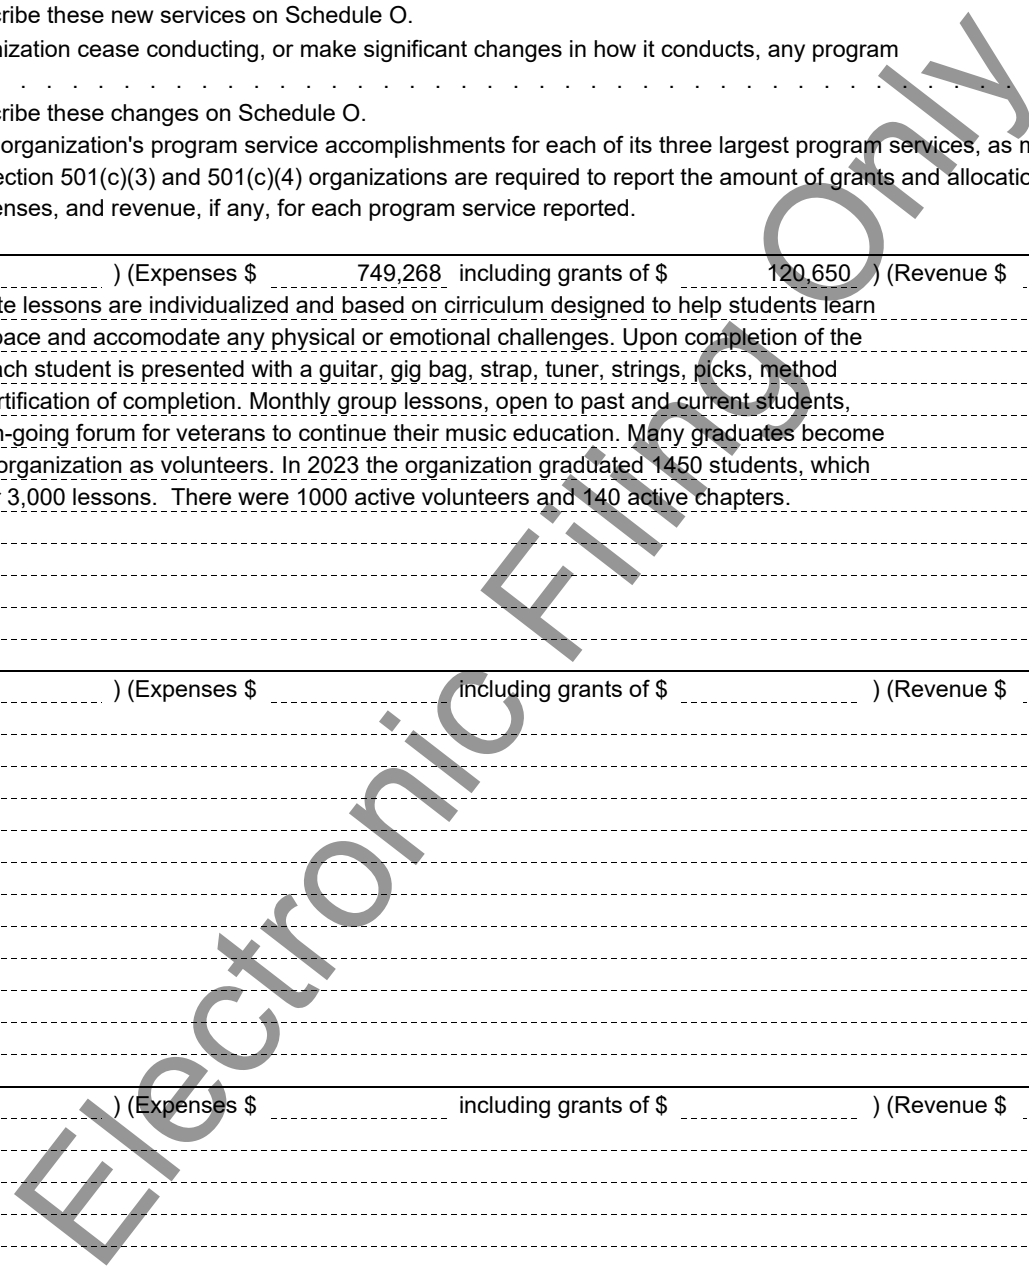 cribe these new services on Schedule O.
nization cease conducting, or make significant changes in how it conducts, any program
. . . . . . . . . . . . . . . . . . . . . . . . . . . . . . . . . . . . . . .
cribe these changes on Schedule O.
organization's program service accomplishments for each of its three largest program services, as m
ection 501(c)(3) and 501(c)(4) organizations are required to report the amount of grants and allocatio
enses, and revenue, if any, for each program service reported.
) (Expenses $ 749,268 including grants of $ 120,650 ) (Revenue $
te lessons are individualized and based on cirriculum designed to help students learn
pace and accomodate any physical or emotional challenges. Upon completion of the
ach student is presented with a guitar, gig bag, strap, tuner, strings, picks, method
rtification of completion. Monthly group lessons, open to past and current students,
n-going forum for veterans to continue their music education. Many graduates become
organization as volunteers. In 2023 the organization graduated 1450 students, which
r 3,000 lessons. There were 1000 active volunteers and 140 active chapters.
) (Expenses $ including grants of $ ) (Revenue $
) (Expenses $ including grants of $ ) (Revenue $
Electronic Filing Only